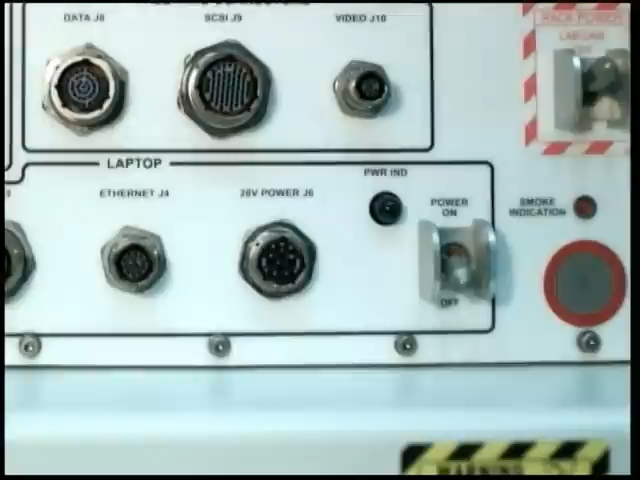 DATA J8 SCSI J9 VIDEO J10
RACK POWER
LAPTOP
PWR IND
ETHERNET J4 28V POWER J6
POWER
ON
SMOKE
INDICATION
OFF
WARNING